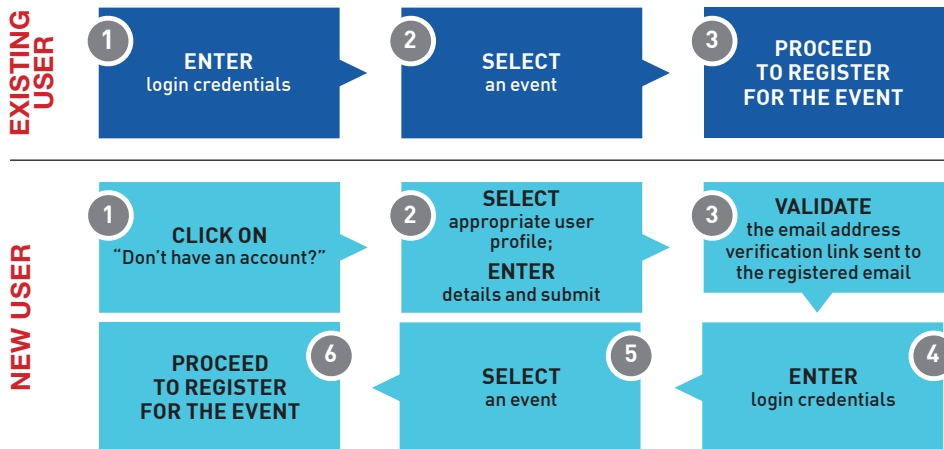 EXISTING
USER
1
ENTER
login credentials
2
SELECT
an event
3
PROCEED
TO REGISTER
FOR THE EVENT
NEW USER
1
CLICK ON
“Don’t have an account?”
2
SELECT
appropriate user
profile;
ENTER
details and submit
3
VALIDATE
the email address
verification link sent to
the registered email
4
ENTER
login credentials
5
SELECT
an event
6
PROCEED
TO REGISTER
FOR THE EVENT